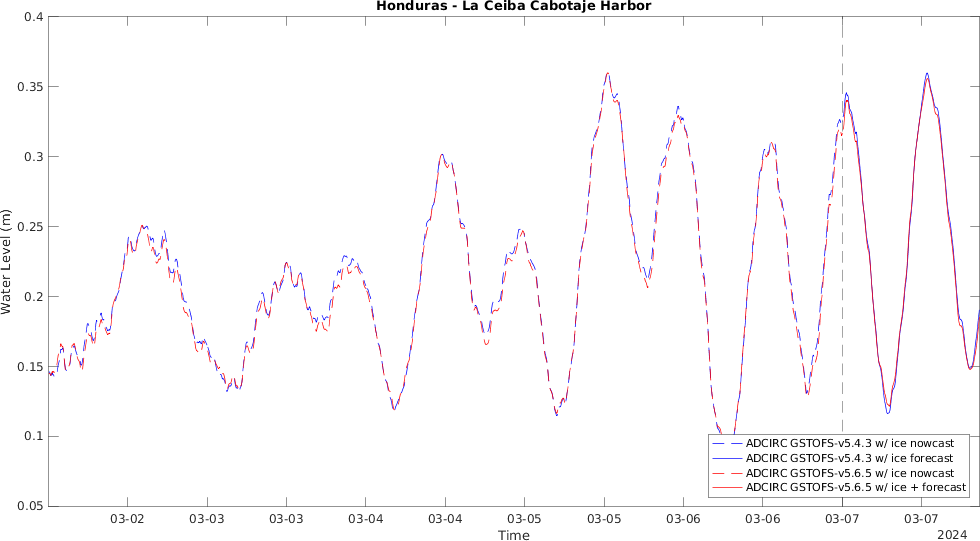 Honduras - La Ceiba Cabotaje Harbor
0.4
0.35
0.3
0.25
0.2
0.15
0.1
0.05
Water Level (m)
ADCIRC GSTOFS-v5.4.3 w/ ice nowcast
ADCIRC GSTOFS-v5.4.3 w/ ice forecast
ADCIRC GSTOFS-v5.6.5 w/ ice nowcast
ADCIRC GSTOFS-v5.6.5 w/ ice + forecast
03-02 03-03 03-03 03-04 03-04 03-05 03-05 03-06 03-06 03-07 03-07
Time
2024